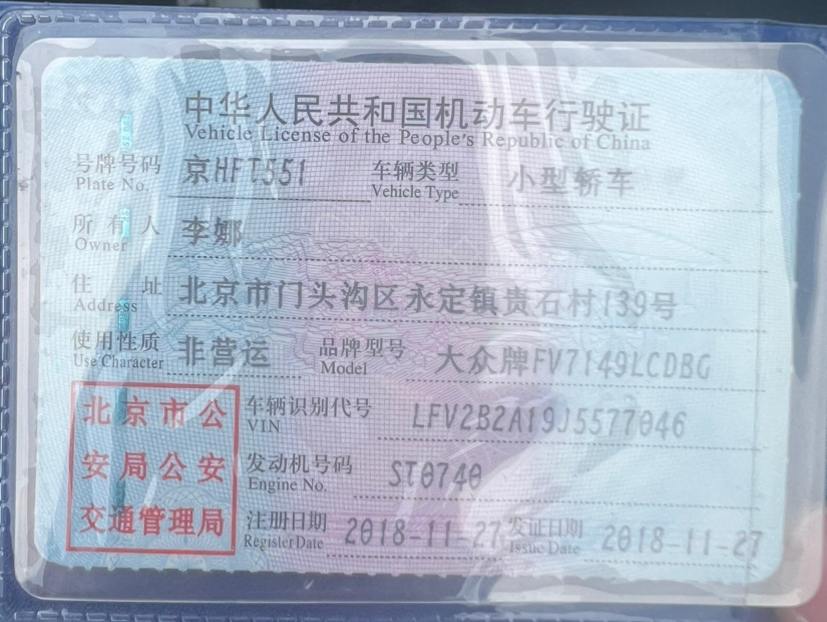 中华人民共和国机动车行驶证
Vehicle License of the People's Republic of China
号牌号码 京HFT551 车辆类型 小型轿车
Plate No. Vehicle Type
所有人 李娜
Owner
住址 北京市门头沟区永定镇贵石村139号
Address
使用性质 非营运 品牌型号 大众牌FV7149LCDBG
Use Character Model
北京市公 车辆识别代号 LFV2B2A19J5577046
VIN
安局公安 发动机号码 ST0740
Engine No.
交通管理局 注册日期 2018-11-27 发证日期 2018-11-27
Register Date Issue Date